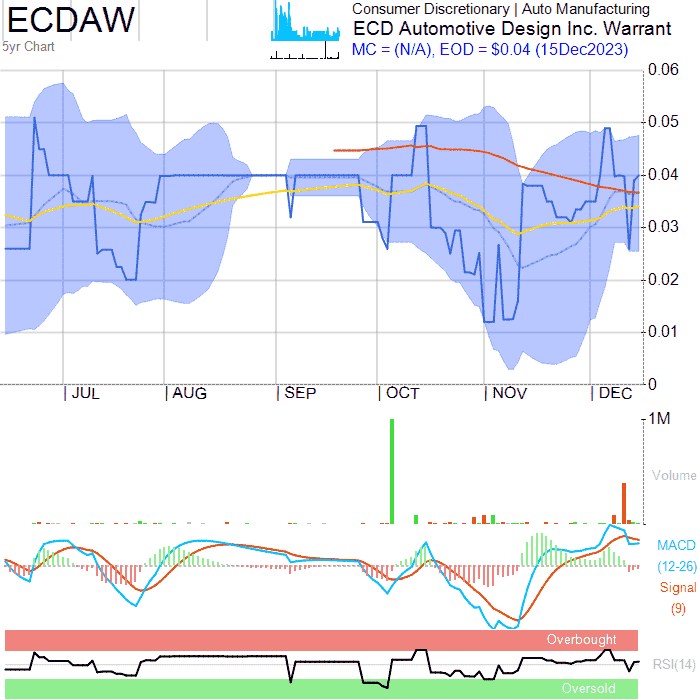 ECDAW
5yr Chart
Consumer Discretionary | Auto Manufacturing
ECD Automotive Design Inc. Warrant
MC = (N/A), EOD = $0.04 (15Dec2023)
0.06
0.05
0.04
0.03
0.02
0.01
0
JUL AUG SEP OCT NOV DEC
1M
Volume
MACD
(12-26)
Signal
(9)
Overbought
RSI(14)
Oversold